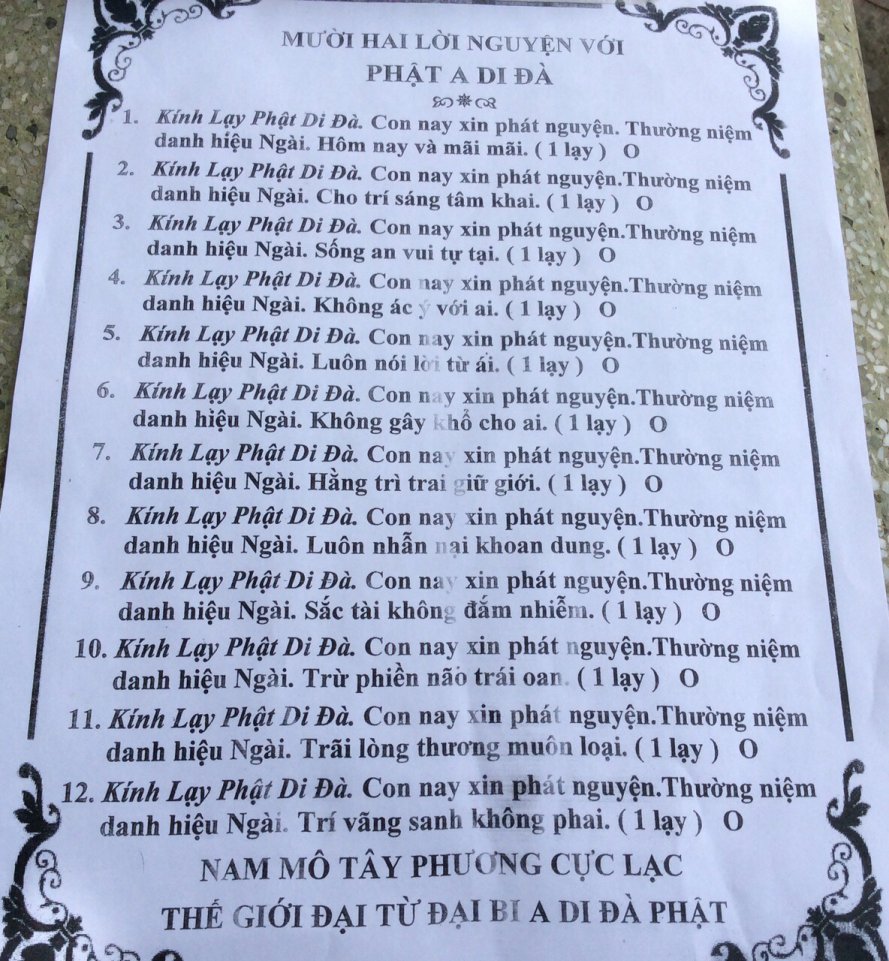 MƯỜI HAI LỜI NGUYỆN VỚI
PHẬT A DI ĐÀ
1. Kính Lạy Phật Di Đà. Con nay xin phát nguyện. Thường niệm
danh hiệu Ngài. Hôm nay và mãi mãi. ( 1 lạy ) O
2. Kính Lạy Phật Di Đà. Con nay xin phát nguyện.Thường niệm
danh hiệu Ngài. Cho trí sáng tâm khai. ( 1 lạy ) O
3. Kính Lạy Phật Di Đà. Con nay xin phát nguyện.Thường niệm
danh hiệu Ngài. Sống an vui tự tại. ( 1 lạy ) O
4. Kính Lạy Phật Di Đà. Con nay xin phát nguyện.Thường niệm
danh hiệu Ngài. Không ác ý với ai. ( 1 lạy ) O
5. Kính Lạy Phật Di Đà. Con nay xin phát nguyện.Thường niệm
danh hiệu Ngài. Luôn nói lời từ ái. ( 1 lạy ) O
6. Kính Lạy Phật Di Đà. Con nay xin phát nguyện.Thường niệm
danh hiệu Ngài. Không gây khổ cho ai. ( 1 lạy ) O
7. Kính Lạy Phật Di Đà. Con nay xin phát nguyện.Thường niệm
danh hiệu Ngài. Hằng trì trai giữ giới. ( 1 lạy ) O
8. Kính Lạy Phật Di Đà. Con nay xin phát nguyện.Thường niệm
danh hiệu Ngài. Luôn nhẫn nại khoan dung. ( 1 lạy ) O
9. Kính Lạy Phật Di Đà. Con nay xin phát nguyện.Thường niệm
danh hiệu Ngài. Sắc tài không đắm nhiễm. ( 1 lạy ) O
10. Kính Lạy Phật Di Đà. Con nay xin phát nguyện.Thường niệm
danh hiệu Ngài. Trừ phiền não trái oan. ( 1 lạy ) O
11. Kính Lạy Phật Di Đà. Con nay xin phát nguyện.Thường niệm
danh hiệu Ngài. Trãi lòng thương muôn loại. ( 1 lạy ) O
12. Kính Lạy Phật Di Đà. Con nay xin phát nguyện.Thường niệm
danh hiệu Ngài. Trí vãng sanh không phai. ( 1 lạy ) O
NAM MÔ TÂY PHƯƠNG CỰC LẠC
THẾ GIỚI ĐẠI TỪ ĐẠI BI A DI ĐÀ PHẬT